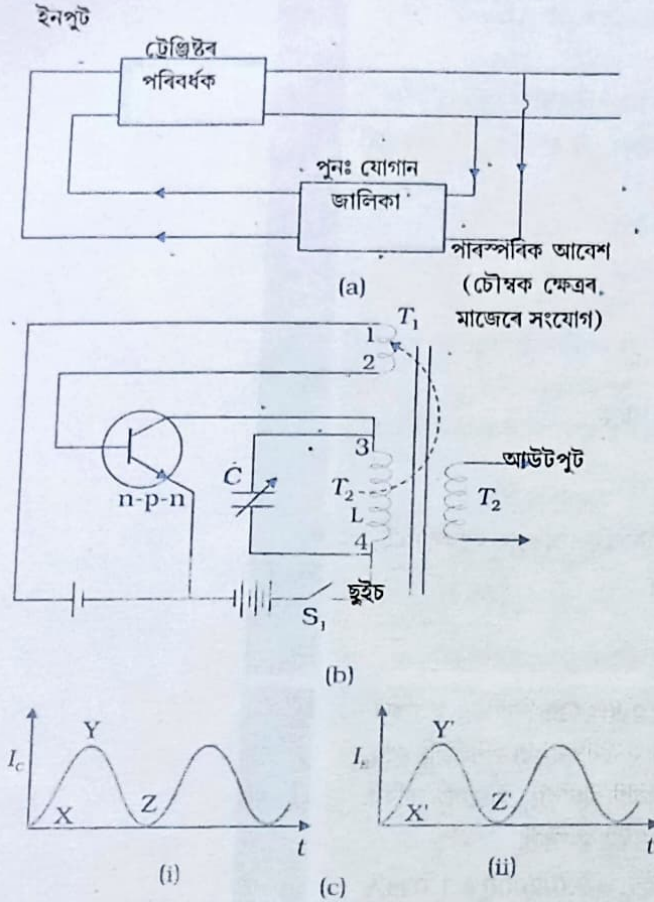 ইনপুট
ট্রেঞ্জিষ্টৰ
পৰিবৰ্ধক
পুনঃ যোগান
জালিকা
পাৰস্পৰিক আবেশ
(চৌম্বক ক্ষেত্ৰৰ
মাজেৰে সংযোগ)
(a)
T₁
1
2
3
n-p-n
C
T₂
L
4
আউটপুট
T₂
ছুইচ
S₁
(b)
I_c
Y
X
Z
t
(i)
Y'
X'
Z'
t
(ii)
(c)